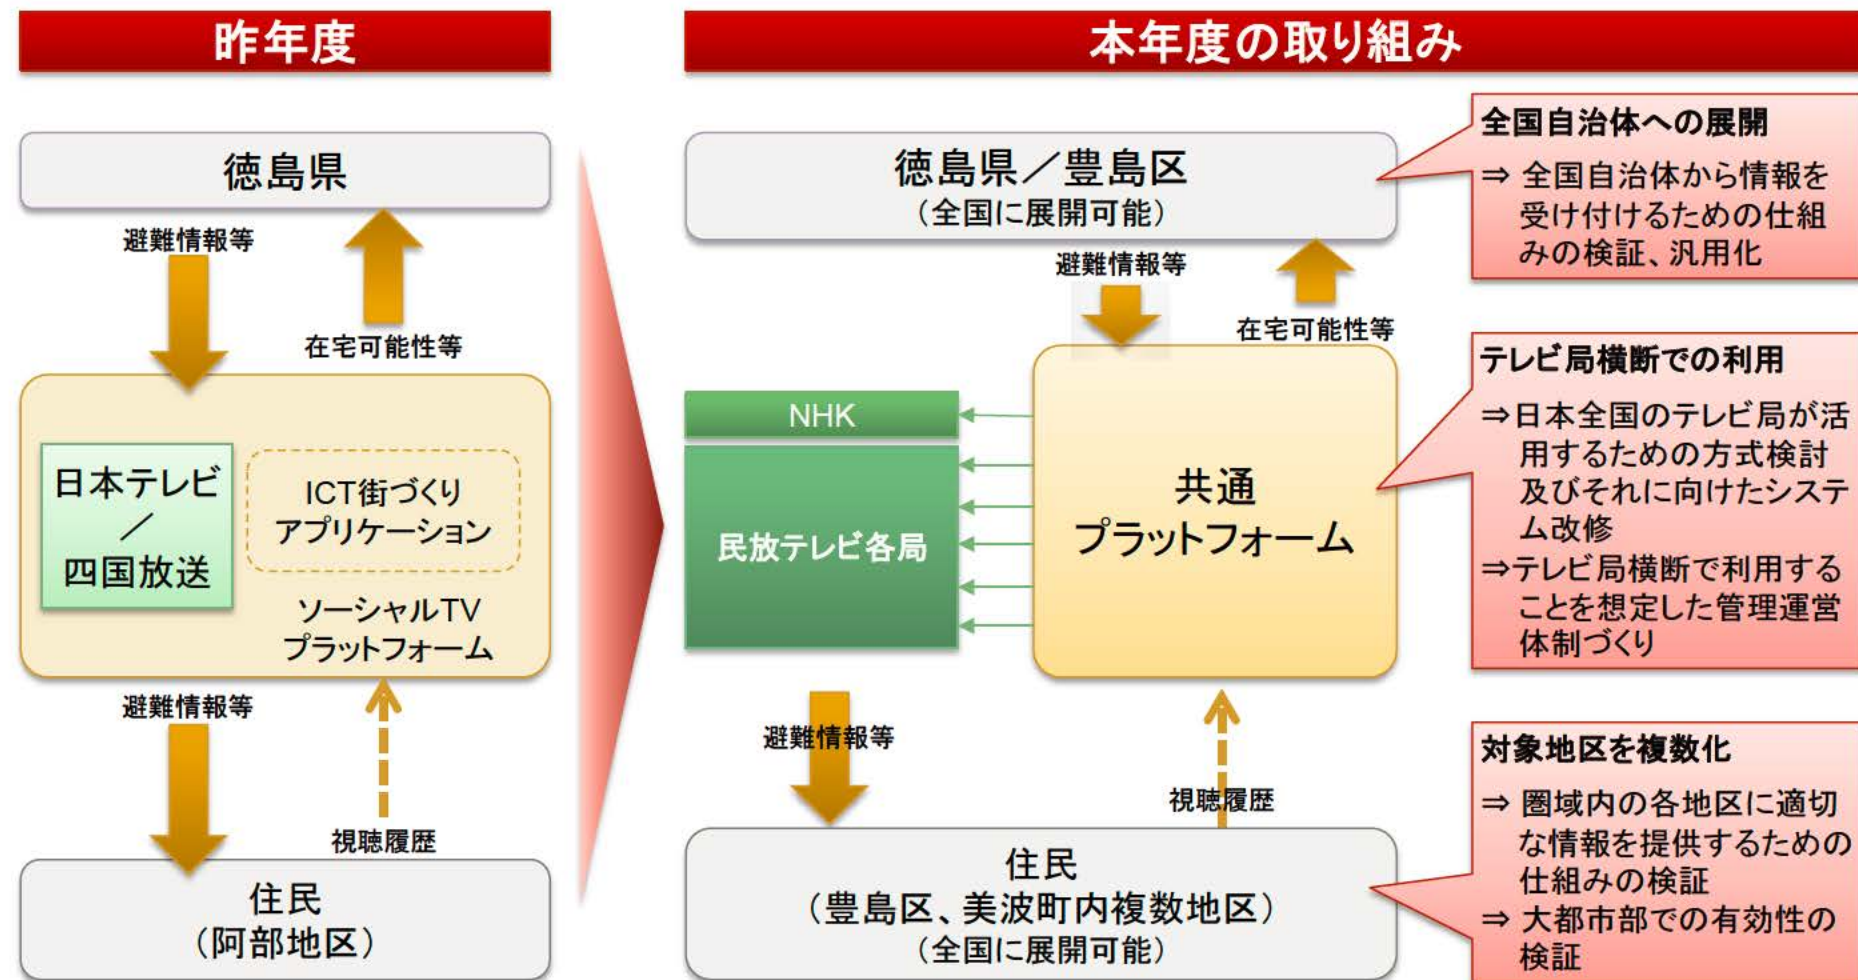 昨年度
徳島県
避難情報等
在宅可能性等
日本テレビ
／
四国放送
ICT街づくり
アプリケーション
ソーシャルTV
プラットフォーム
避難情報等
視聴履歴
住民
（阿部地区）
本年度の取り組み
徳島県／豊島区
（全国に展開可能）
避難情報等
在宅可能性等
NHK
民放テレビ各局
共通
プラットフォーム
避難情報等
視聴履歴
住民
（豊島区、美波町内複数地区）
（全国に展開可能）
全国自治体への展開
⇒ 全国自治体から情報を
受け付けるための仕組
みの検証、汎用化
テレビ局横断での利用
⇒日本全国のテレビ局が活
用するための方式検討
及びそれに向けたシステ
ム改修
⇒テレビ局横断で利用する
ことを想定した管理運営
体制づくり
対象地区を複数化
⇒ 圏域内の各地区に適切
な情報を提供するための
仕組みの検証
⇒ 大都市部での有効性の
検証